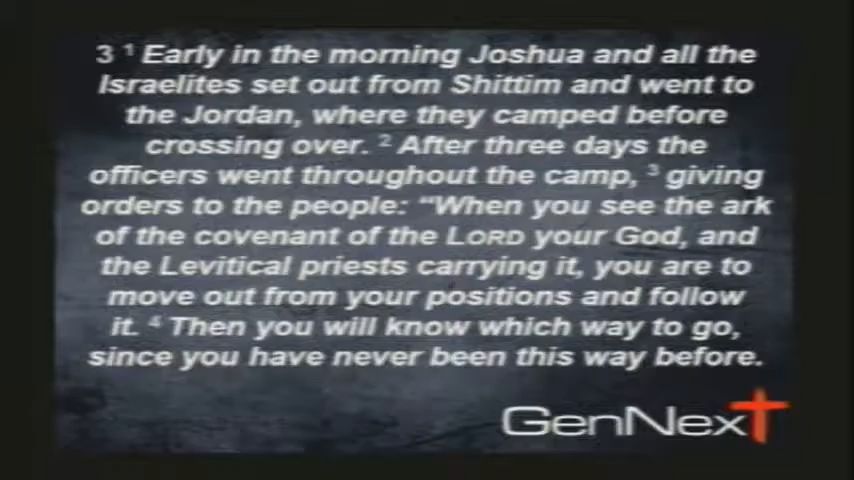 3 ¹ Early in the morning Joshua and all the
Israelites set out from Shittim and went to
the Jordan, where they camped before
crossing over. ² After three days the
officers went throughout the camp, ³ giving
orders to the people: “When you see the ark
of the covenant of the LORD your God, and
the Levitical priests carrying it, you are to
move out from your positions and follow
it. ⁴ Then you will know which way to go,
since you have never been this way before.
GenNext